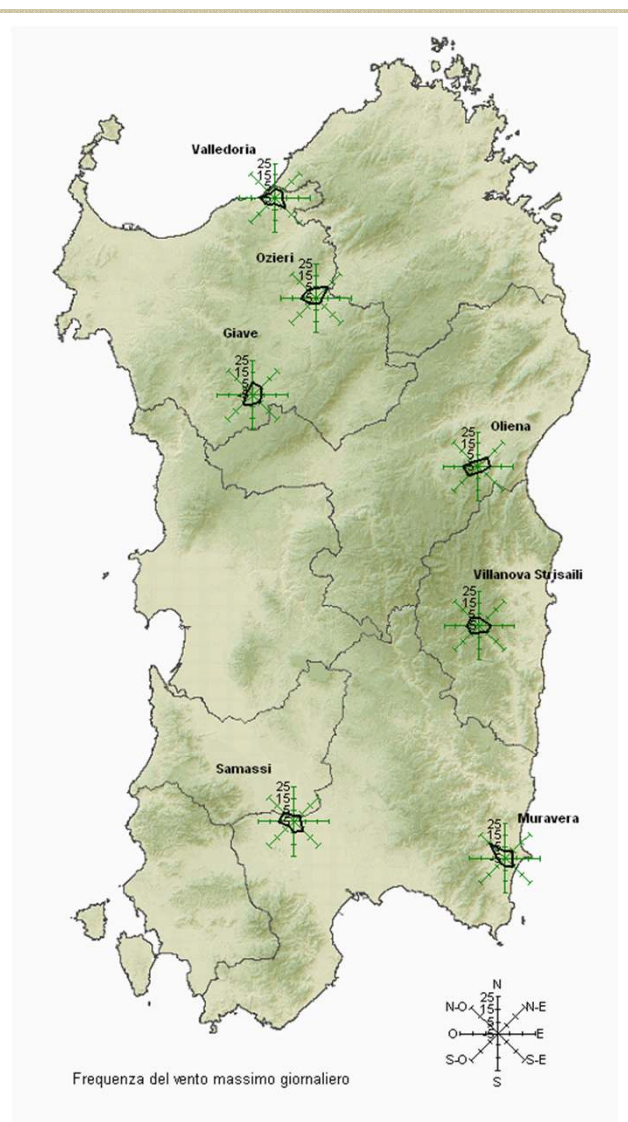 Valledoria
25
15
5
Ozieri
25
15
5
Giave
25
15
5
Oliena
25
15
5
Villanova Strisaili
25
15
5
Samassi
25
15
5
Muravera
25
15
5
N
25
15
5
N-O N-E
O E
S-O S-E
S
Frequenza del vento massimo giornaliero